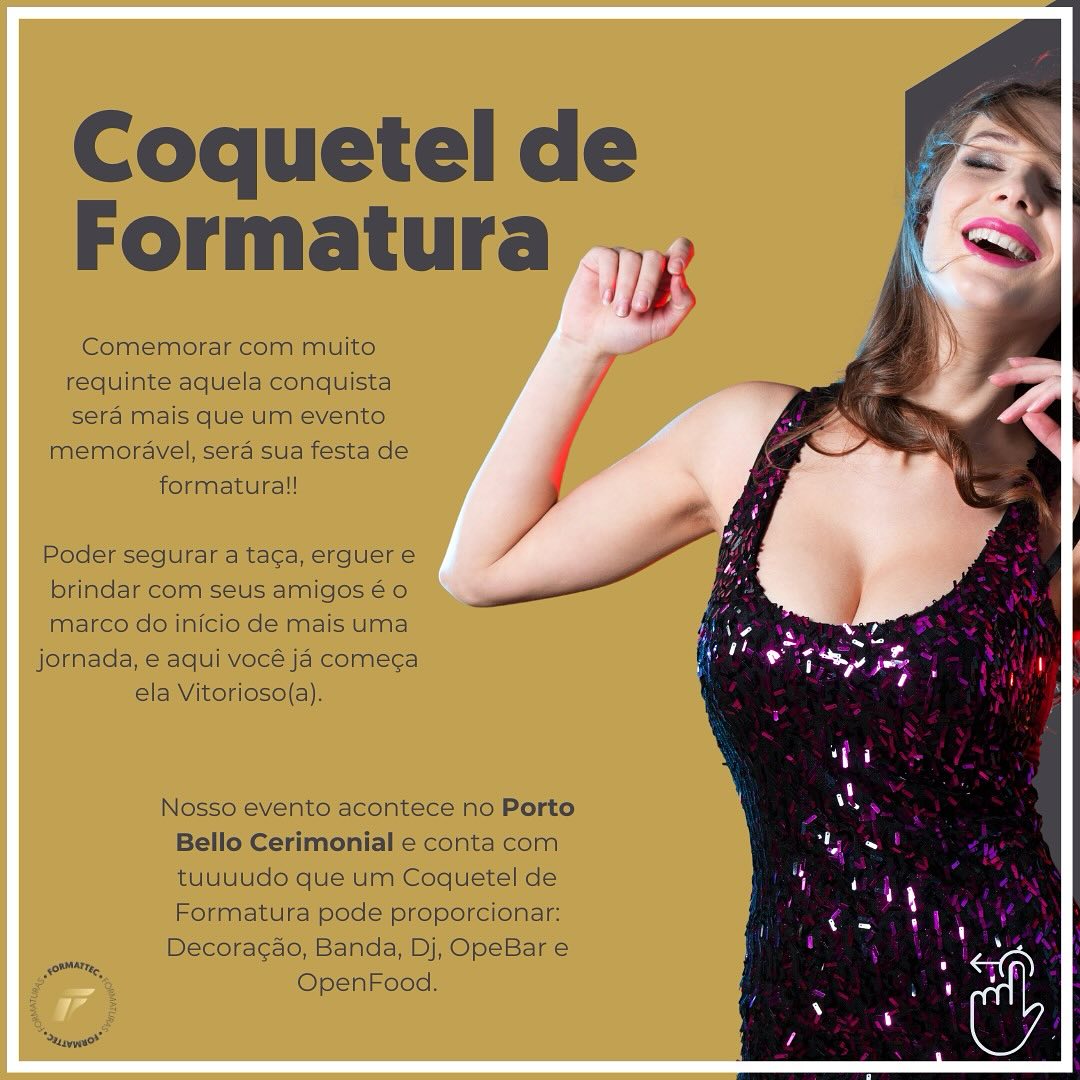 Coquetel de
Formatura
Comemorar com muito
requinte aquela conquista
será mais que um evento
memorável, será sua festa de
formatura!!
Poder segurar a taça, erguer e
brindar com seus amigos é o
marco do início de mais uma
jornada, e aqui você já começa
ela Vitorioso(a).
Nosso evento acontece no Porto
Bello Cerimonial e conta com
tuuuudo que um Coquetel de
Formatura pode proporcionar:
Decoração, Banda, Dj, OpeBar e
OpenFood.
FORMATTEC • FORMATURAS • FORMATTEC • FORMATURAS •